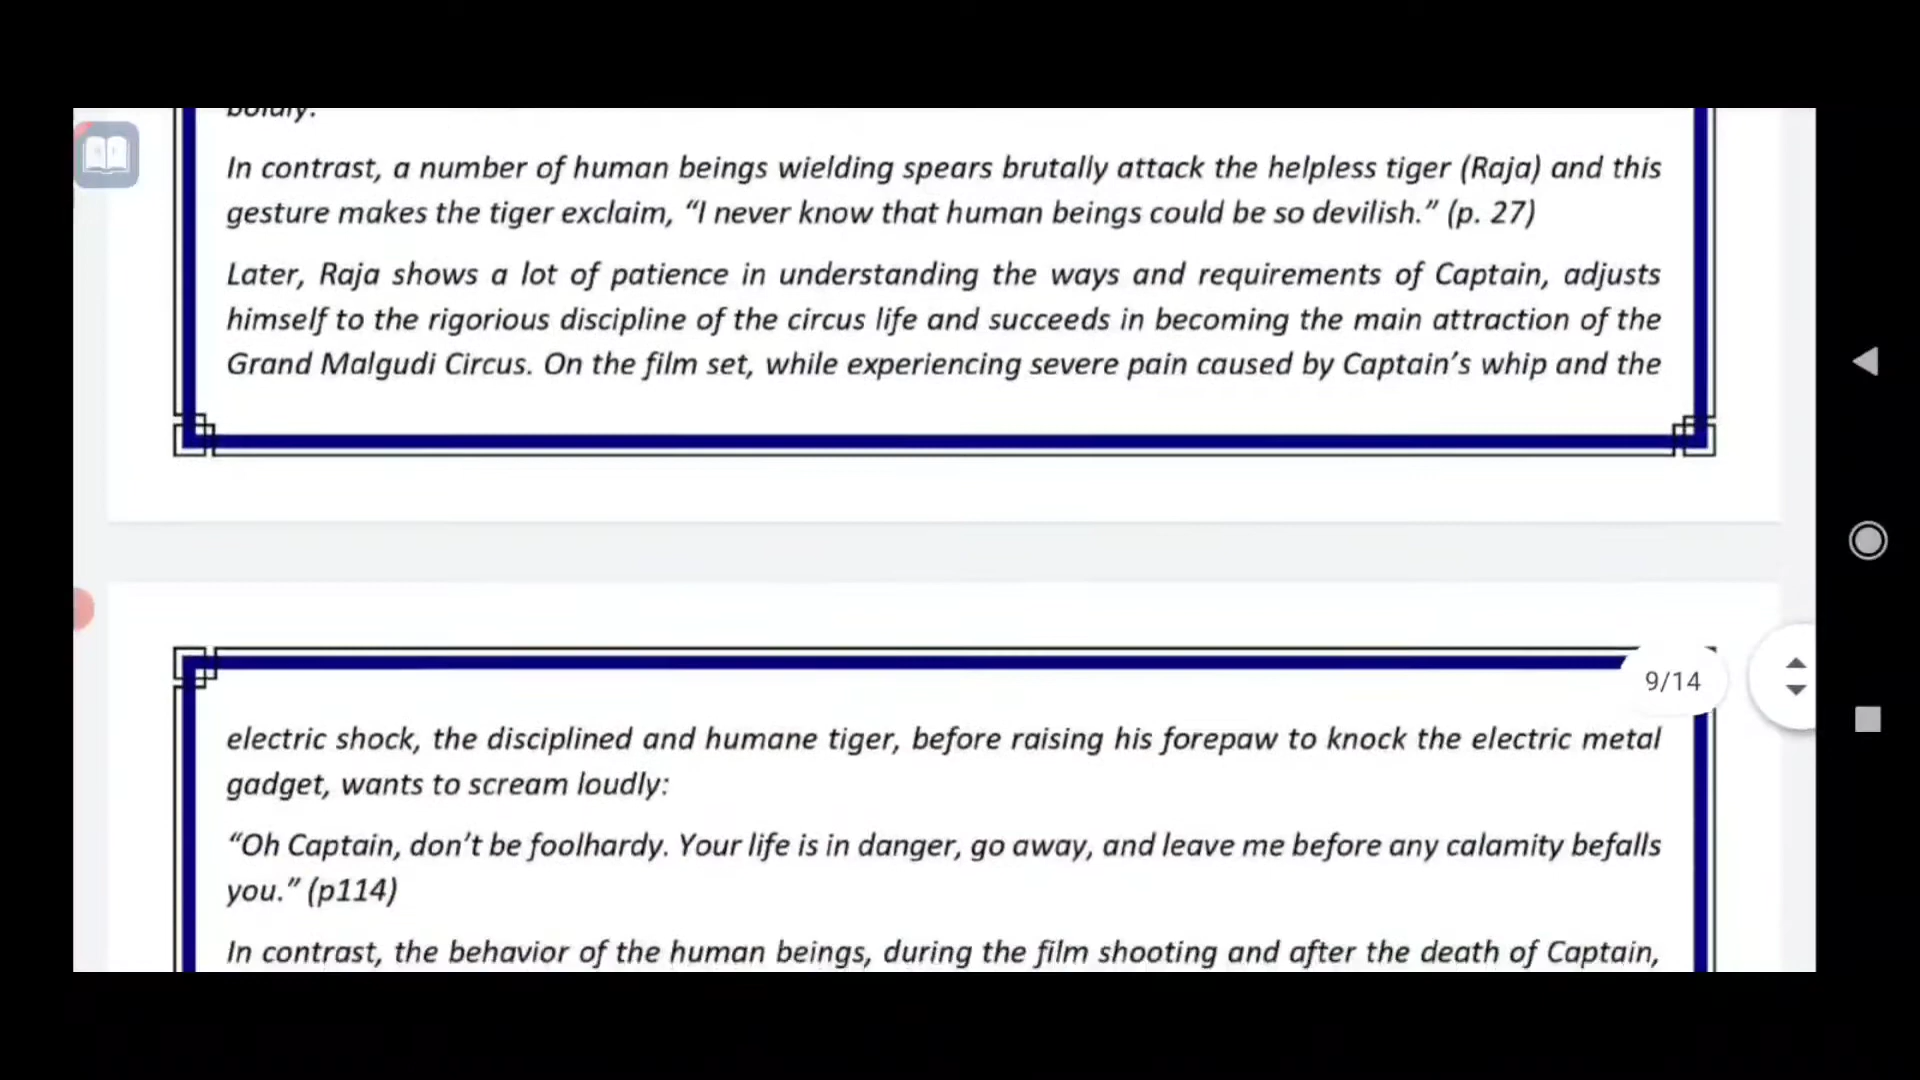 boldly.
In contrast, a number of human beings wielding spears brutally attack the helpless tiger (Raja) and this
gesture makes the tiger exclaim, “I never know that human beings could be so devilish.” (p. 27)
Later, Raja shows a lot of patience in understanding the ways and requirements of Captain, adjusts
himself to the rigorious discipline of the circus life and succeeds in becoming the main attraction of the
Grand Malgudi Circus. On the film set, while experiencing severe pain caused by Captain’s whip and the
9/14
electric shock, the disciplined and humane tiger, before raising his forepaw to knock the electric metal
gadget, wants to scream loudly:
“Oh Captain, don’t be foolhardy. Your life is in danger, go away, and leave me before any calamity befalls
you.” (p114)
In contrast, the behavior of the human beings, during the film shooting and after the death of Captain,